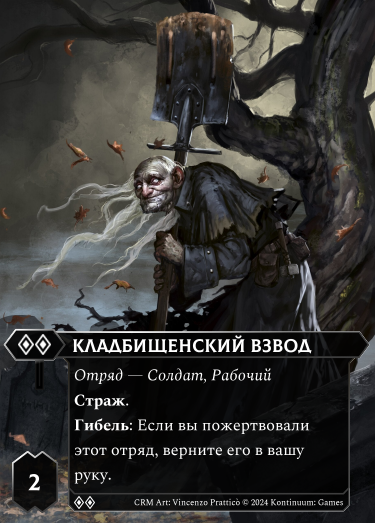 КЛАДБИЩЕНСКИЙ ВЗВОД
Отряд — Солдат, Рабочий
Страж.
Гибель: Если вы пожертвовали
этот отряд, верните его в вашу
руку.
2
CRM Art: Vincenzo Pratticò © 2024 Kontinuum: Games